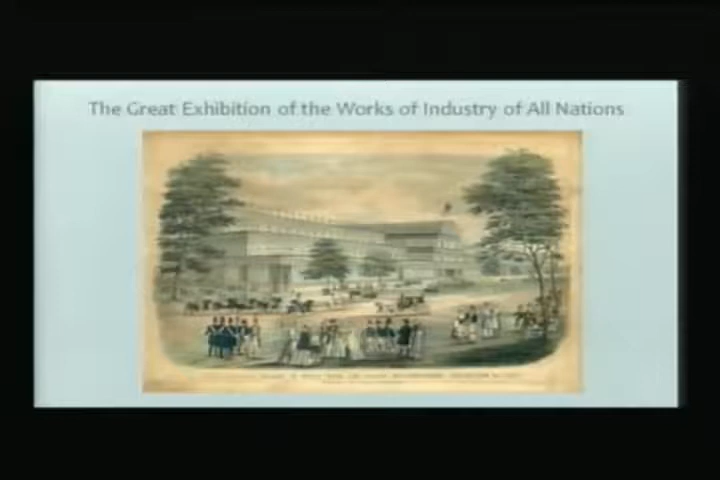 The Great Exhibition of the Works of Industry of All Nations